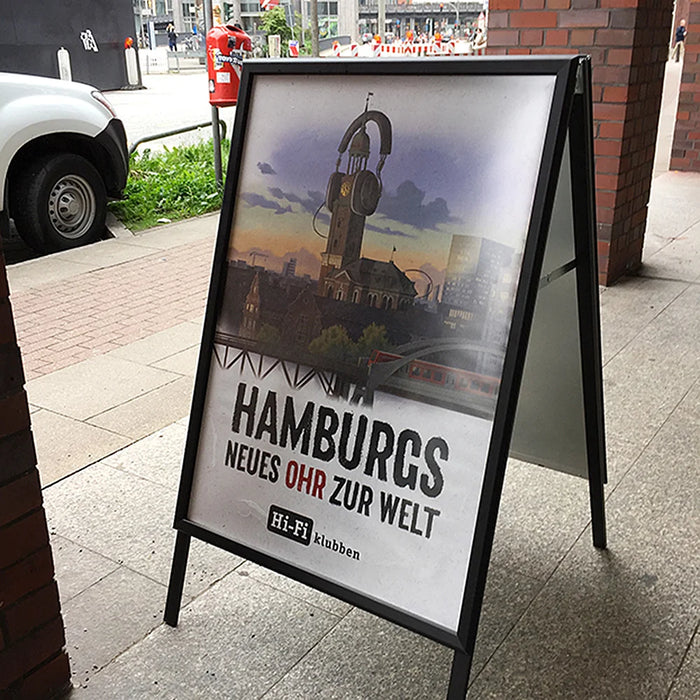 HAMBURGS
NEUES OHR ZUR WELT
Hi-Fi klubben